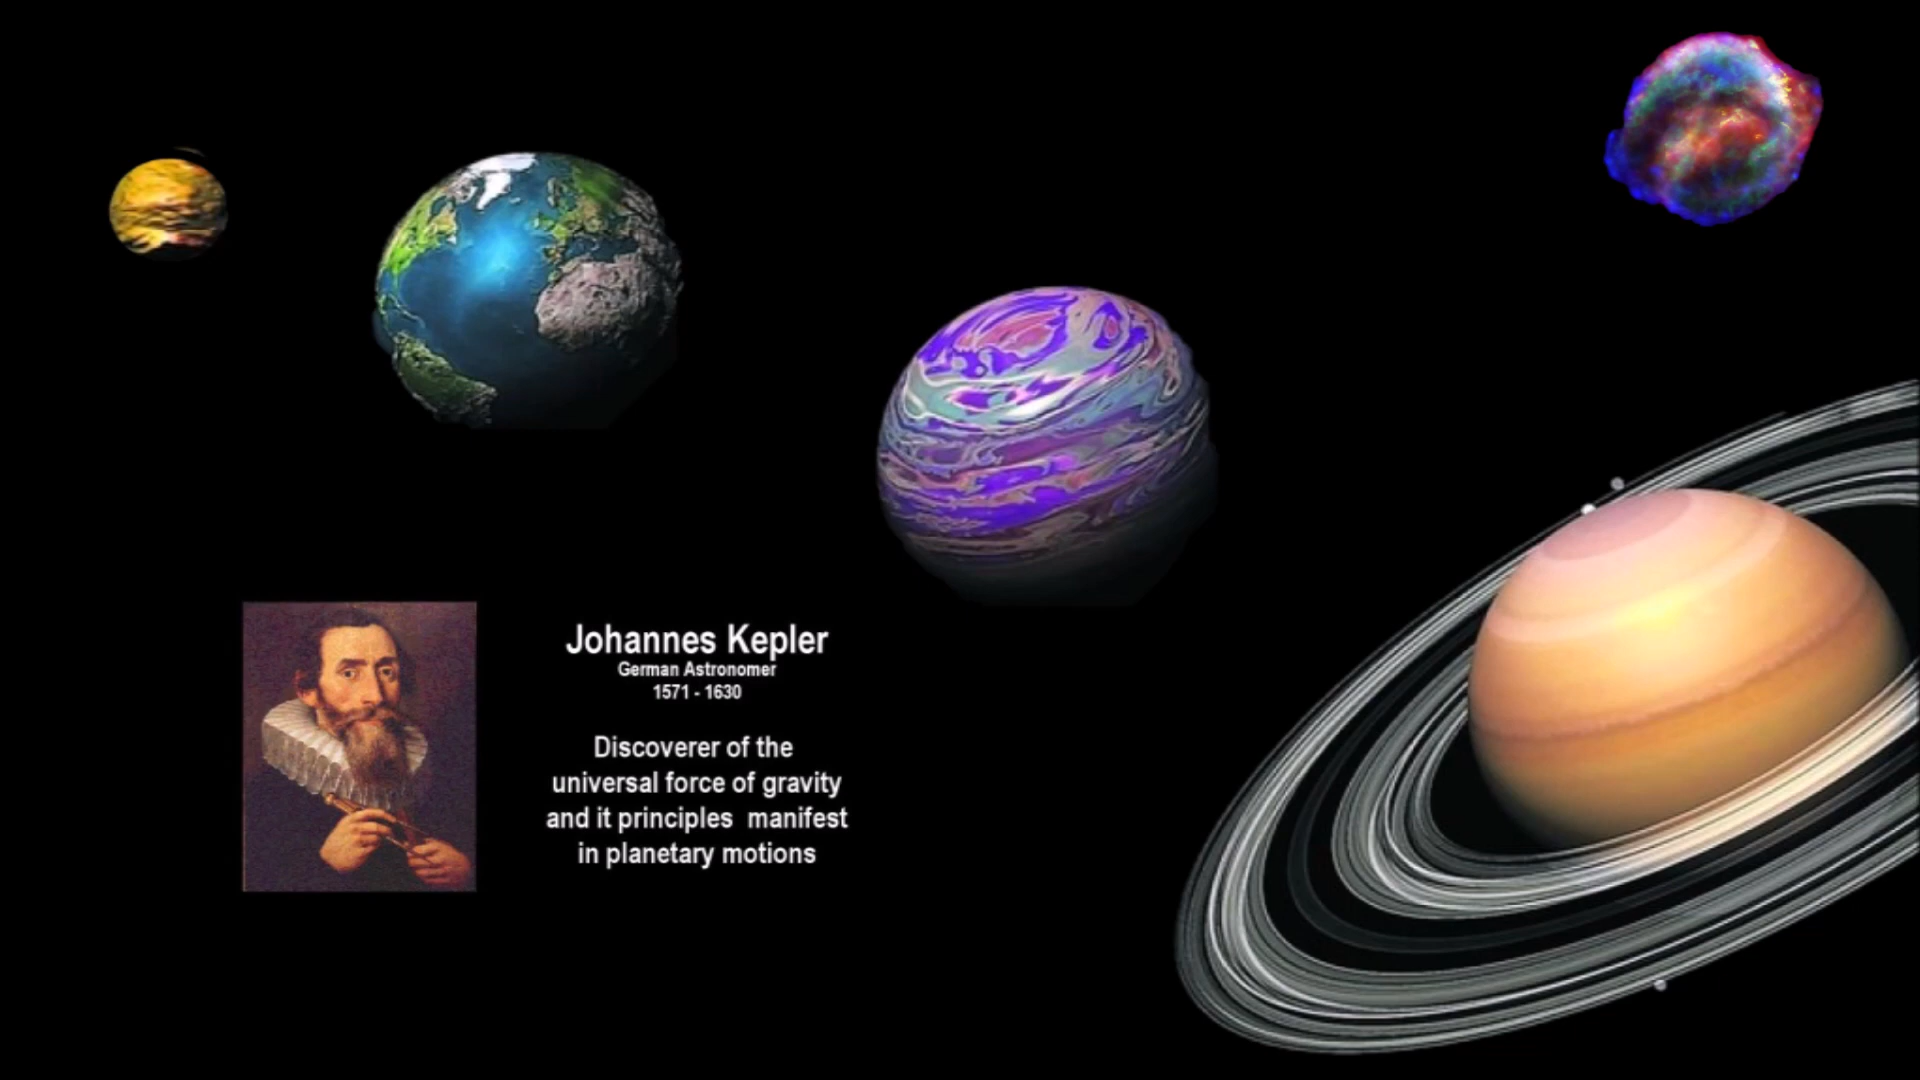 Johannes Kepler
German Astronomer
1571 - 1630
Discoverer of the
universal force of gravity
and it principles manifest
in planetary motions